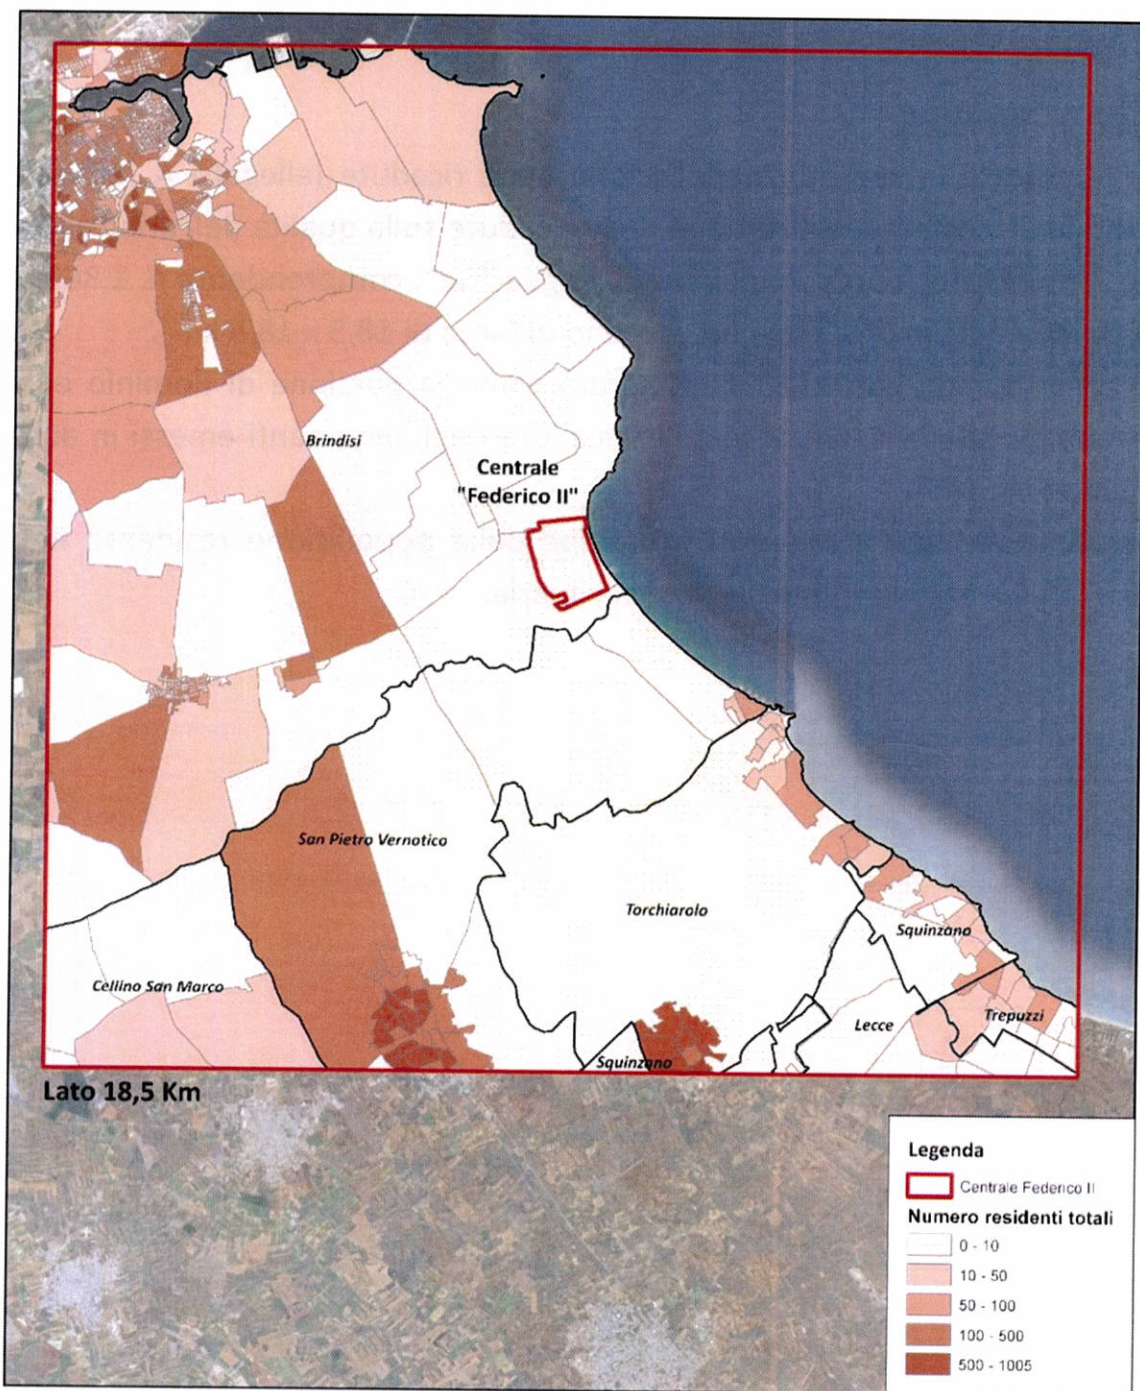 Brindisi
Centrale
"Federico II"
San Pietro Vernotico
Torchiarolo
Squinzano
Cellino San Marco
Lecce
Trepuzzi
Squinzano
Lato 18,5 Km
Legenda
Centrale Federico II
Numero residenti totali
0 - 10
10 - 50
50 - 100
100 - 500
500 - 1005